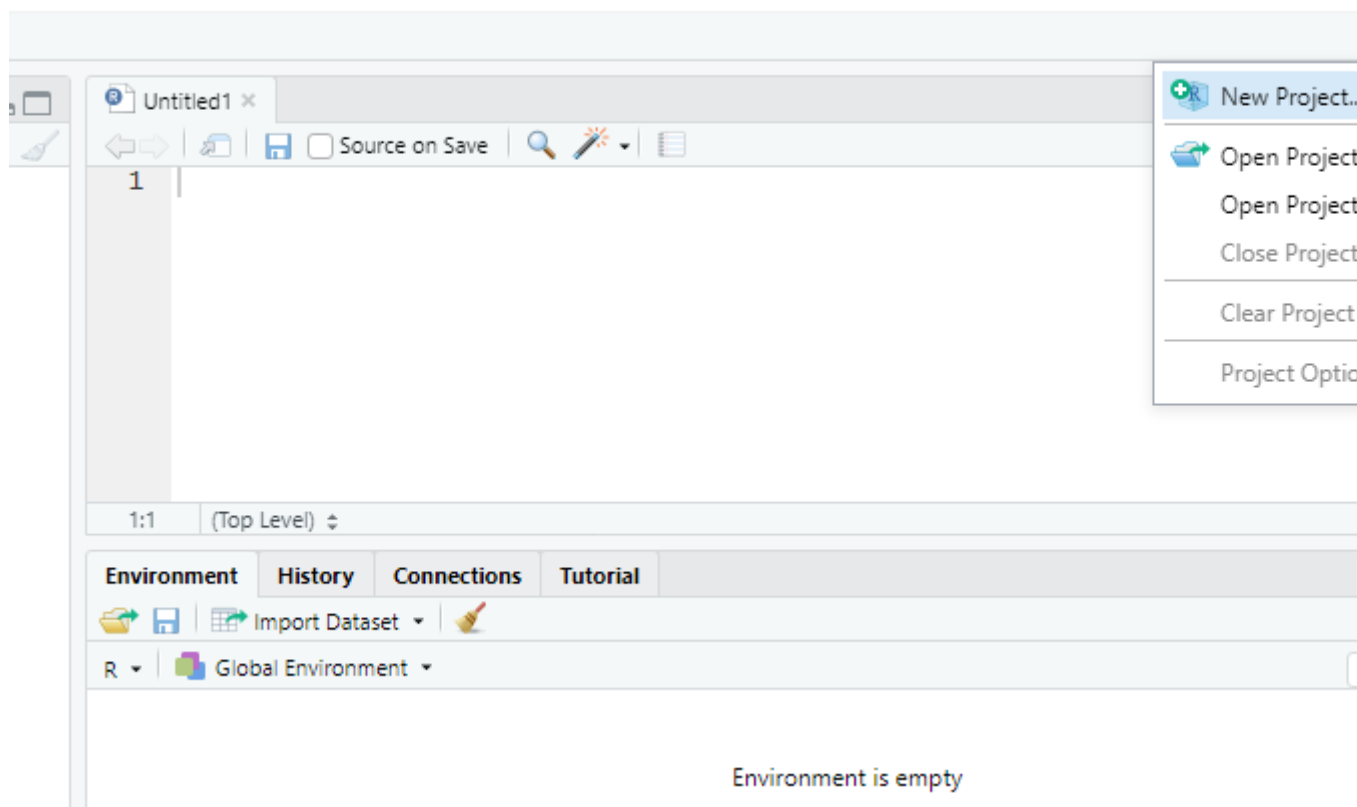 Untitled1
Source on Save
1
1:1 (Top Level)
New Project..
Open Project
Open Project
Close Project
Clear Project
Project Optio
Environment History Connections Tutorial
Import Dataset
R Global Environment
Environment is empty